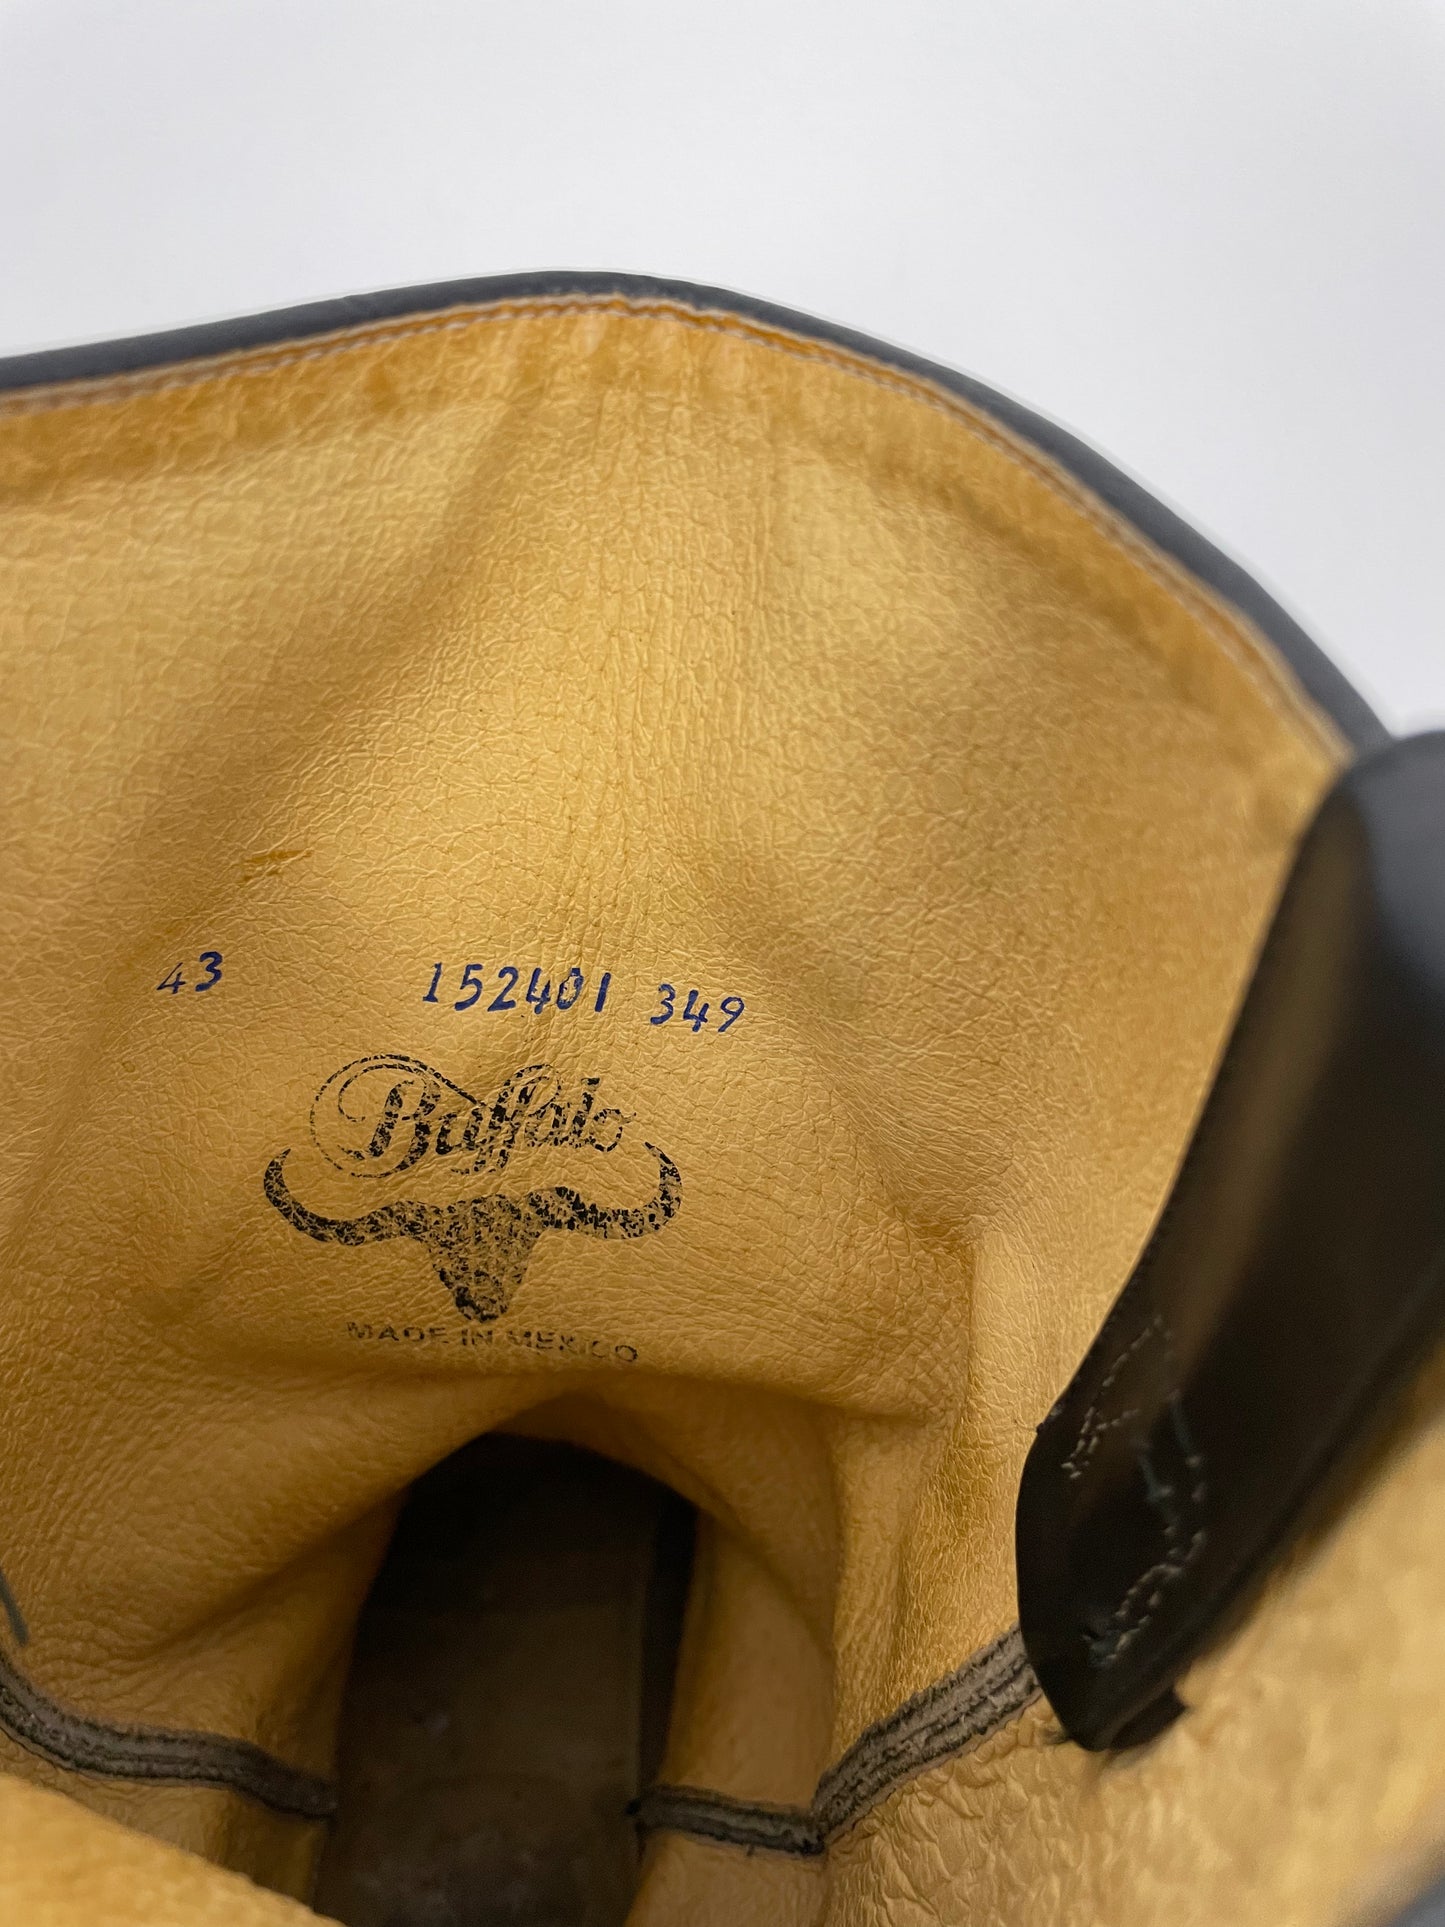 43 152401 349
Buffalo
MADE IN MEXICO